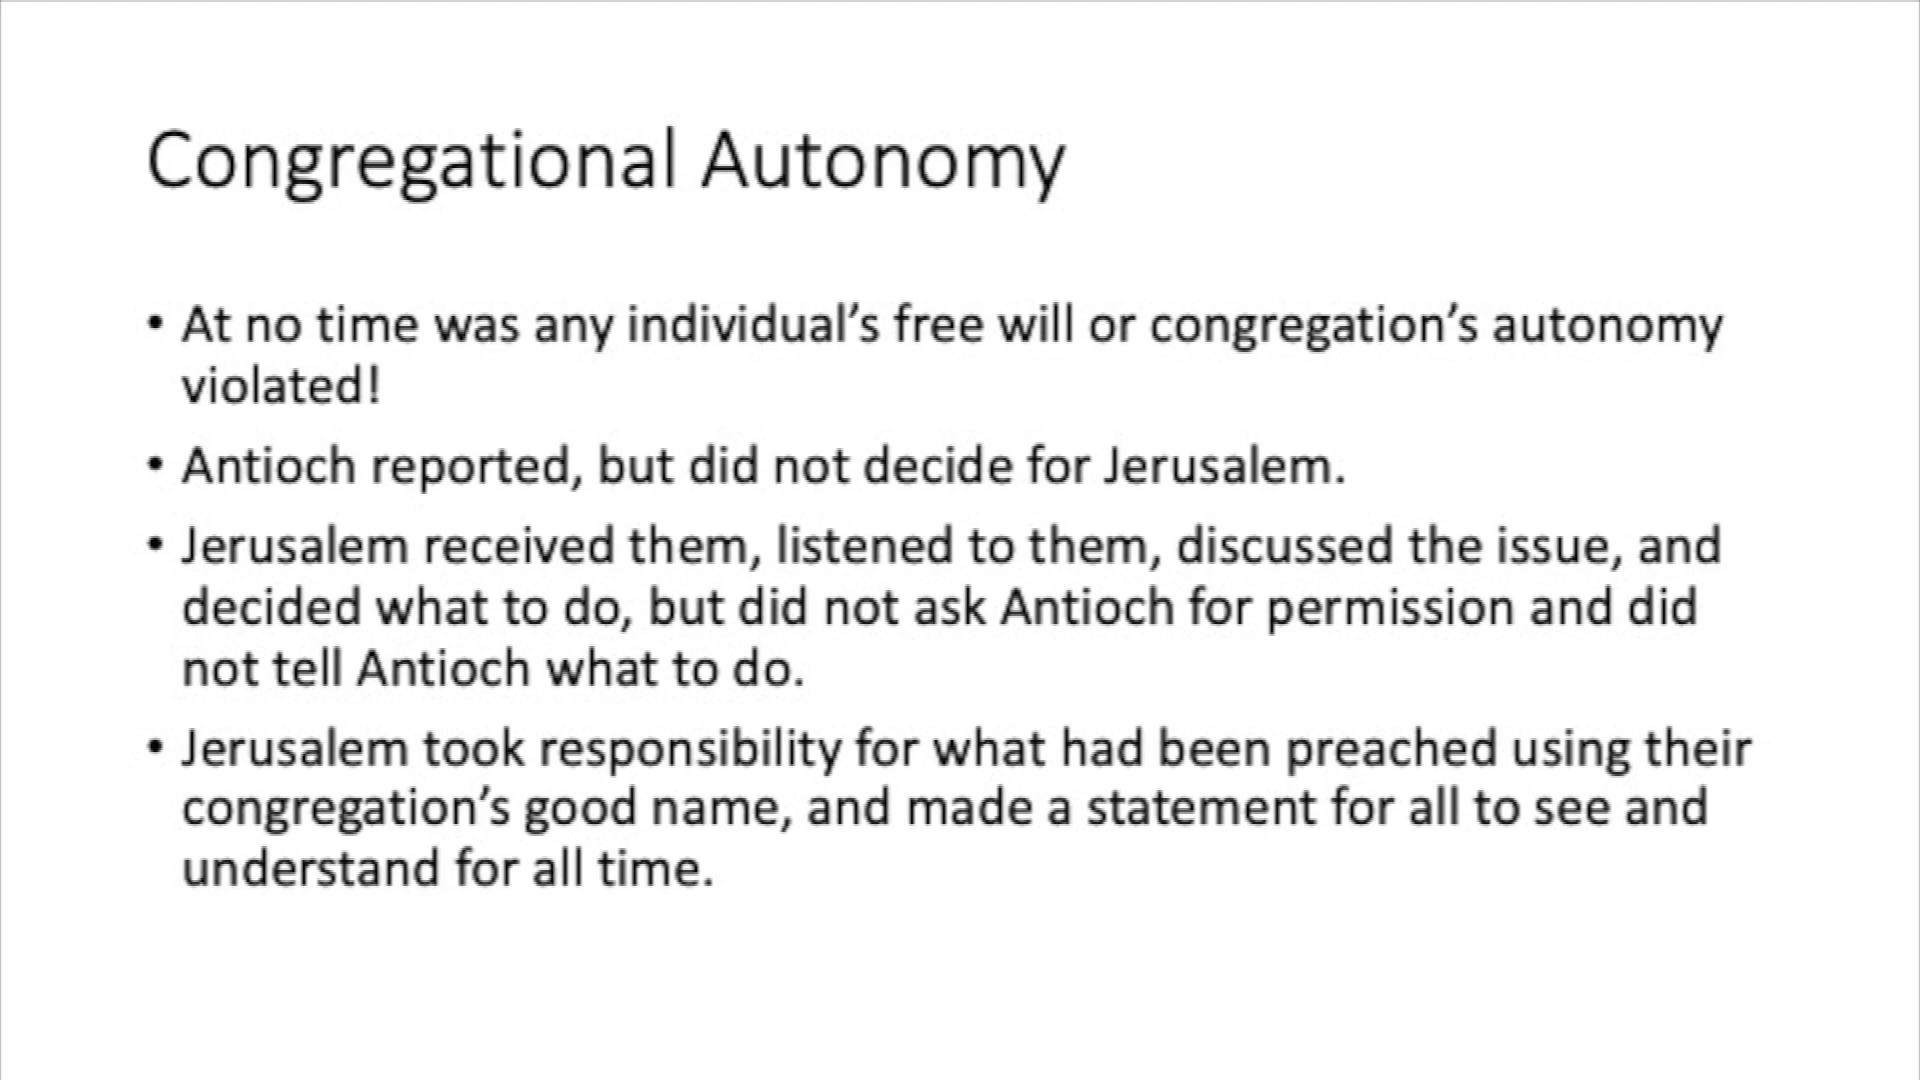 Congregational Autonomy
• At no time was any individual’s free will or congregation’s autonomy
violated!
• Antioch reported, but did not decide for Jerusalem.
• Jerusalem received them, listened to them, discussed the issue, and
decided what to do, but did not ask Antioch for permission and did
not tell Antioch what to do.
• Jerusalem took responsibility for what had been preached using their
congregation’s good name, and made a statement for all to see and
understand for all time.